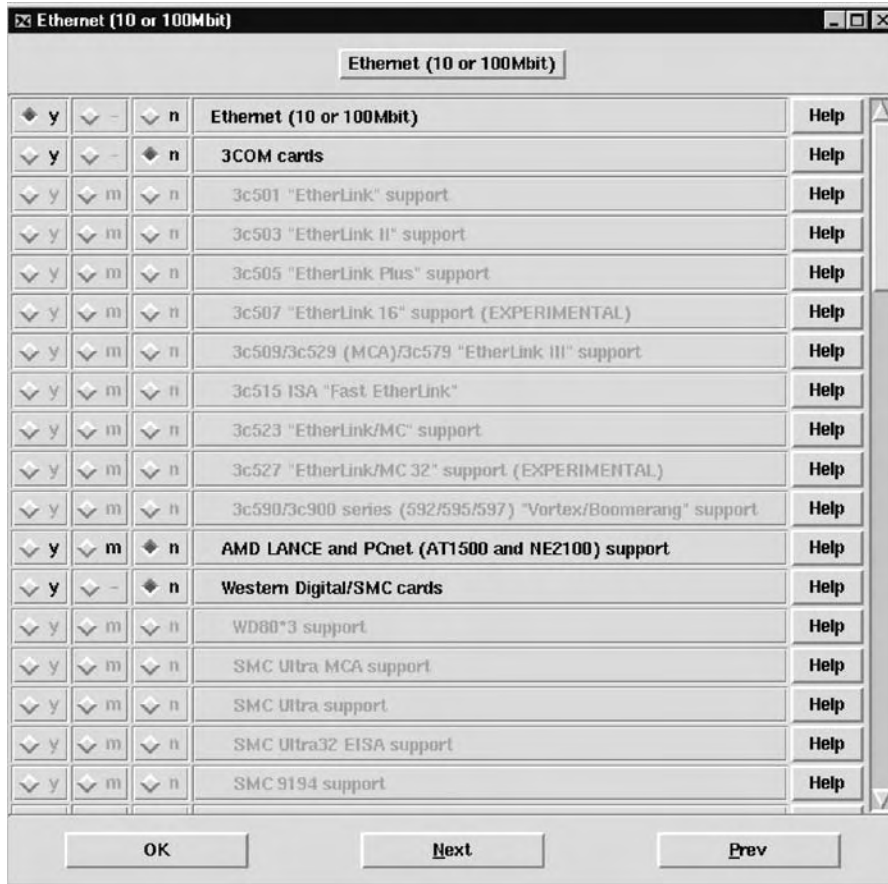 Ethernet (10 or 100Mbit)
Ethernet (10 or 100Mbit)
y - n Ethernet (10 or 100Mbit) Help
y - n 3COM cards Help
y m n 3c501 "EtherLink" support Help
y m n 3c503 "EtherLink II" support Help
y m n 3c505 "EtherLink Plus" support Help
y m n 3c507 "EtherLink 16" support (EXPERIMENTAL) Help
y m n 3c509/3c529 (MCA)/3c579 "EtherLink III" support Help
y m n 3c515 ISA "Fast EtherLink" Help
y m n 3c523 "EtherLink/MC" support Help
y m n 3c527 "EtherLink/MC 32" support (EXPERIMENTAL) Help
y m n 3c590/3c900 series (592/595/597) "Vortex/Boomerang" support Help
y m n AMD LANCE and PCnet (AT1500 and NE2100) support Help
y - n Western Digital/SMC cards Help
y m n WD80*3 support Help
y m n SMC Ultra MCA support Help
y m n SMC Ultra support Help
y m n SMC Ultra32 EISA support Help
y m n SMC 9194 support Help
OK Next Prev